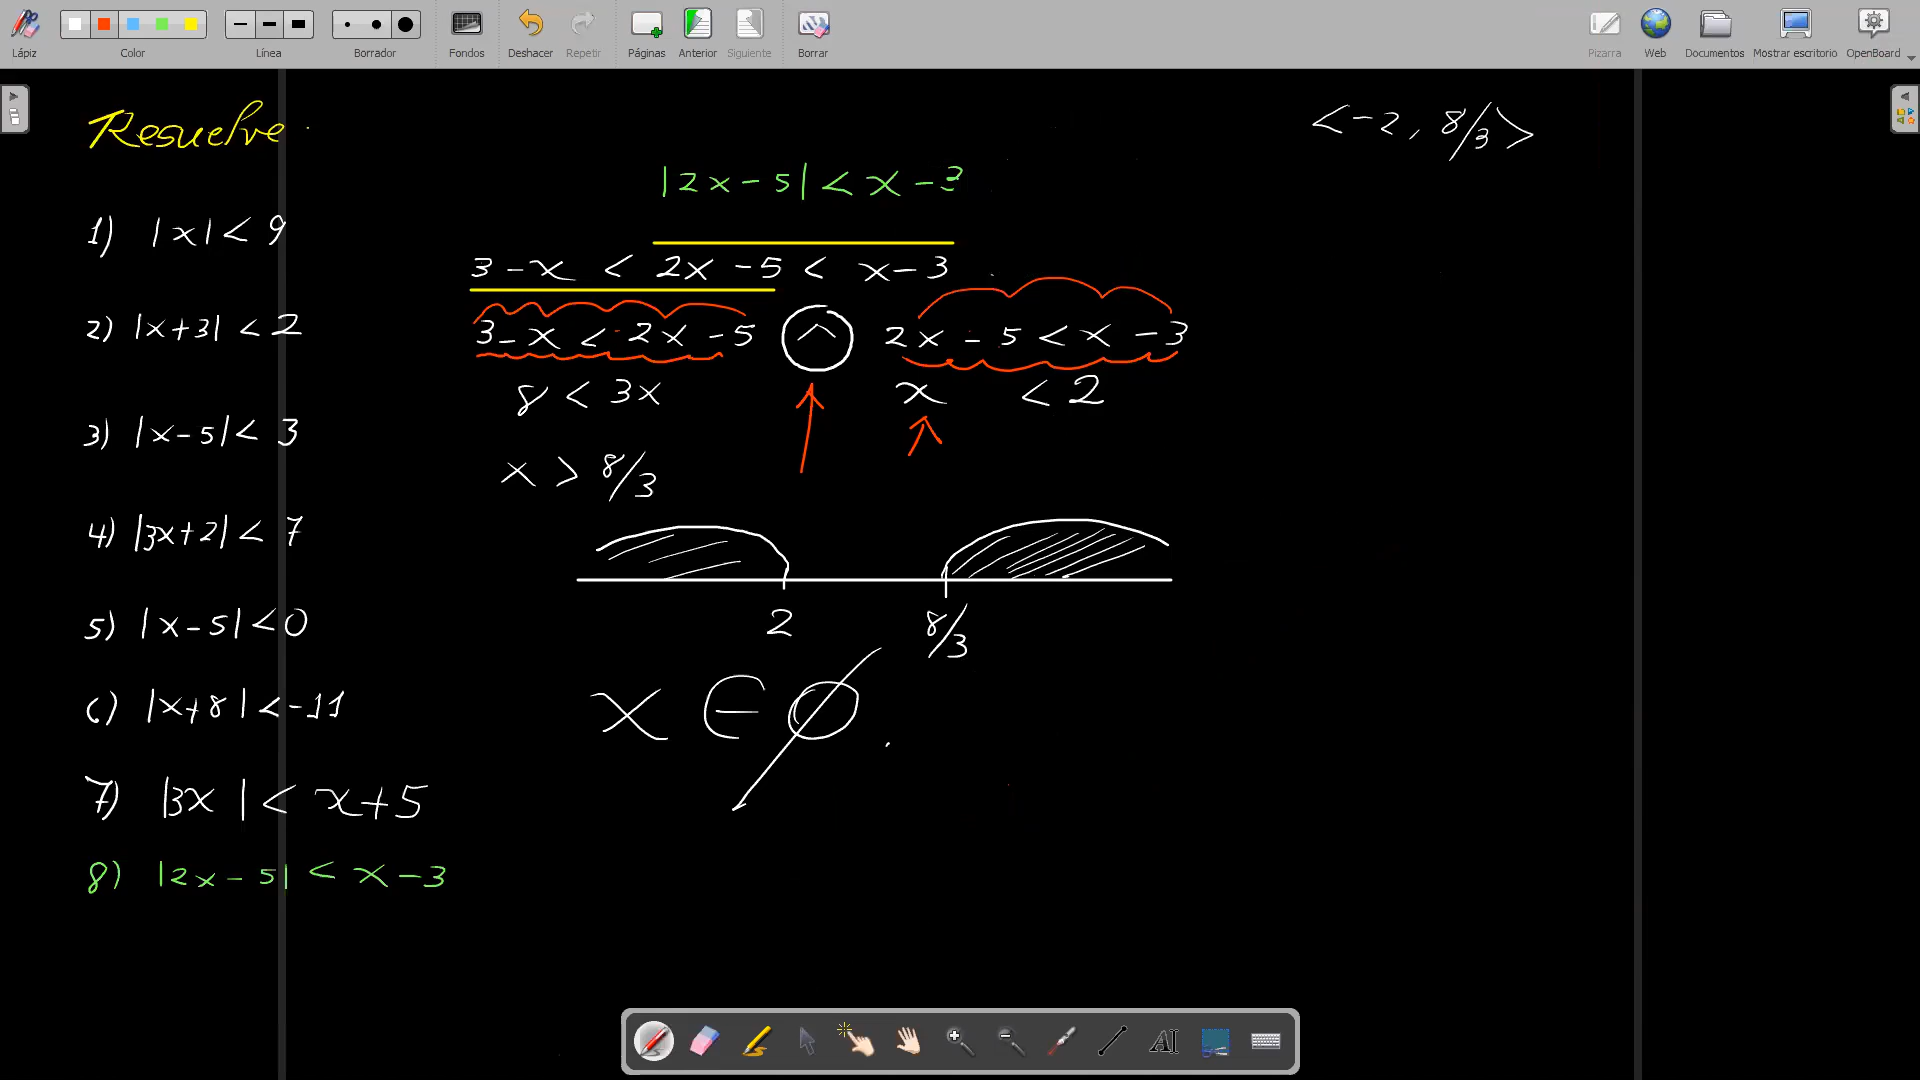 Lápiz Color Línea Borrador Fondos Deshacer Repetir Páginas Anterior Siguiente Borrar Pizarra Web Documentos Mostrar escritorio OpenBoard
Resuelve
<-2, 8/3>
|2x-5| < x-3
1) |x| < 9
3-x < 2x-5 < x-3
2) |x+3| < 2
3-x < 2x-5 ^ 2x-5 < x-3
8 < 3x x < 2
3) |x-5| < 3
x > 8/3
4) |3x+2| < 7
2 8/3
5) |x-5| < 0
6) |x+8| < -11
x ∈ ∅
7) |3x| < x+5
8) |2x-5| < x-3
AI